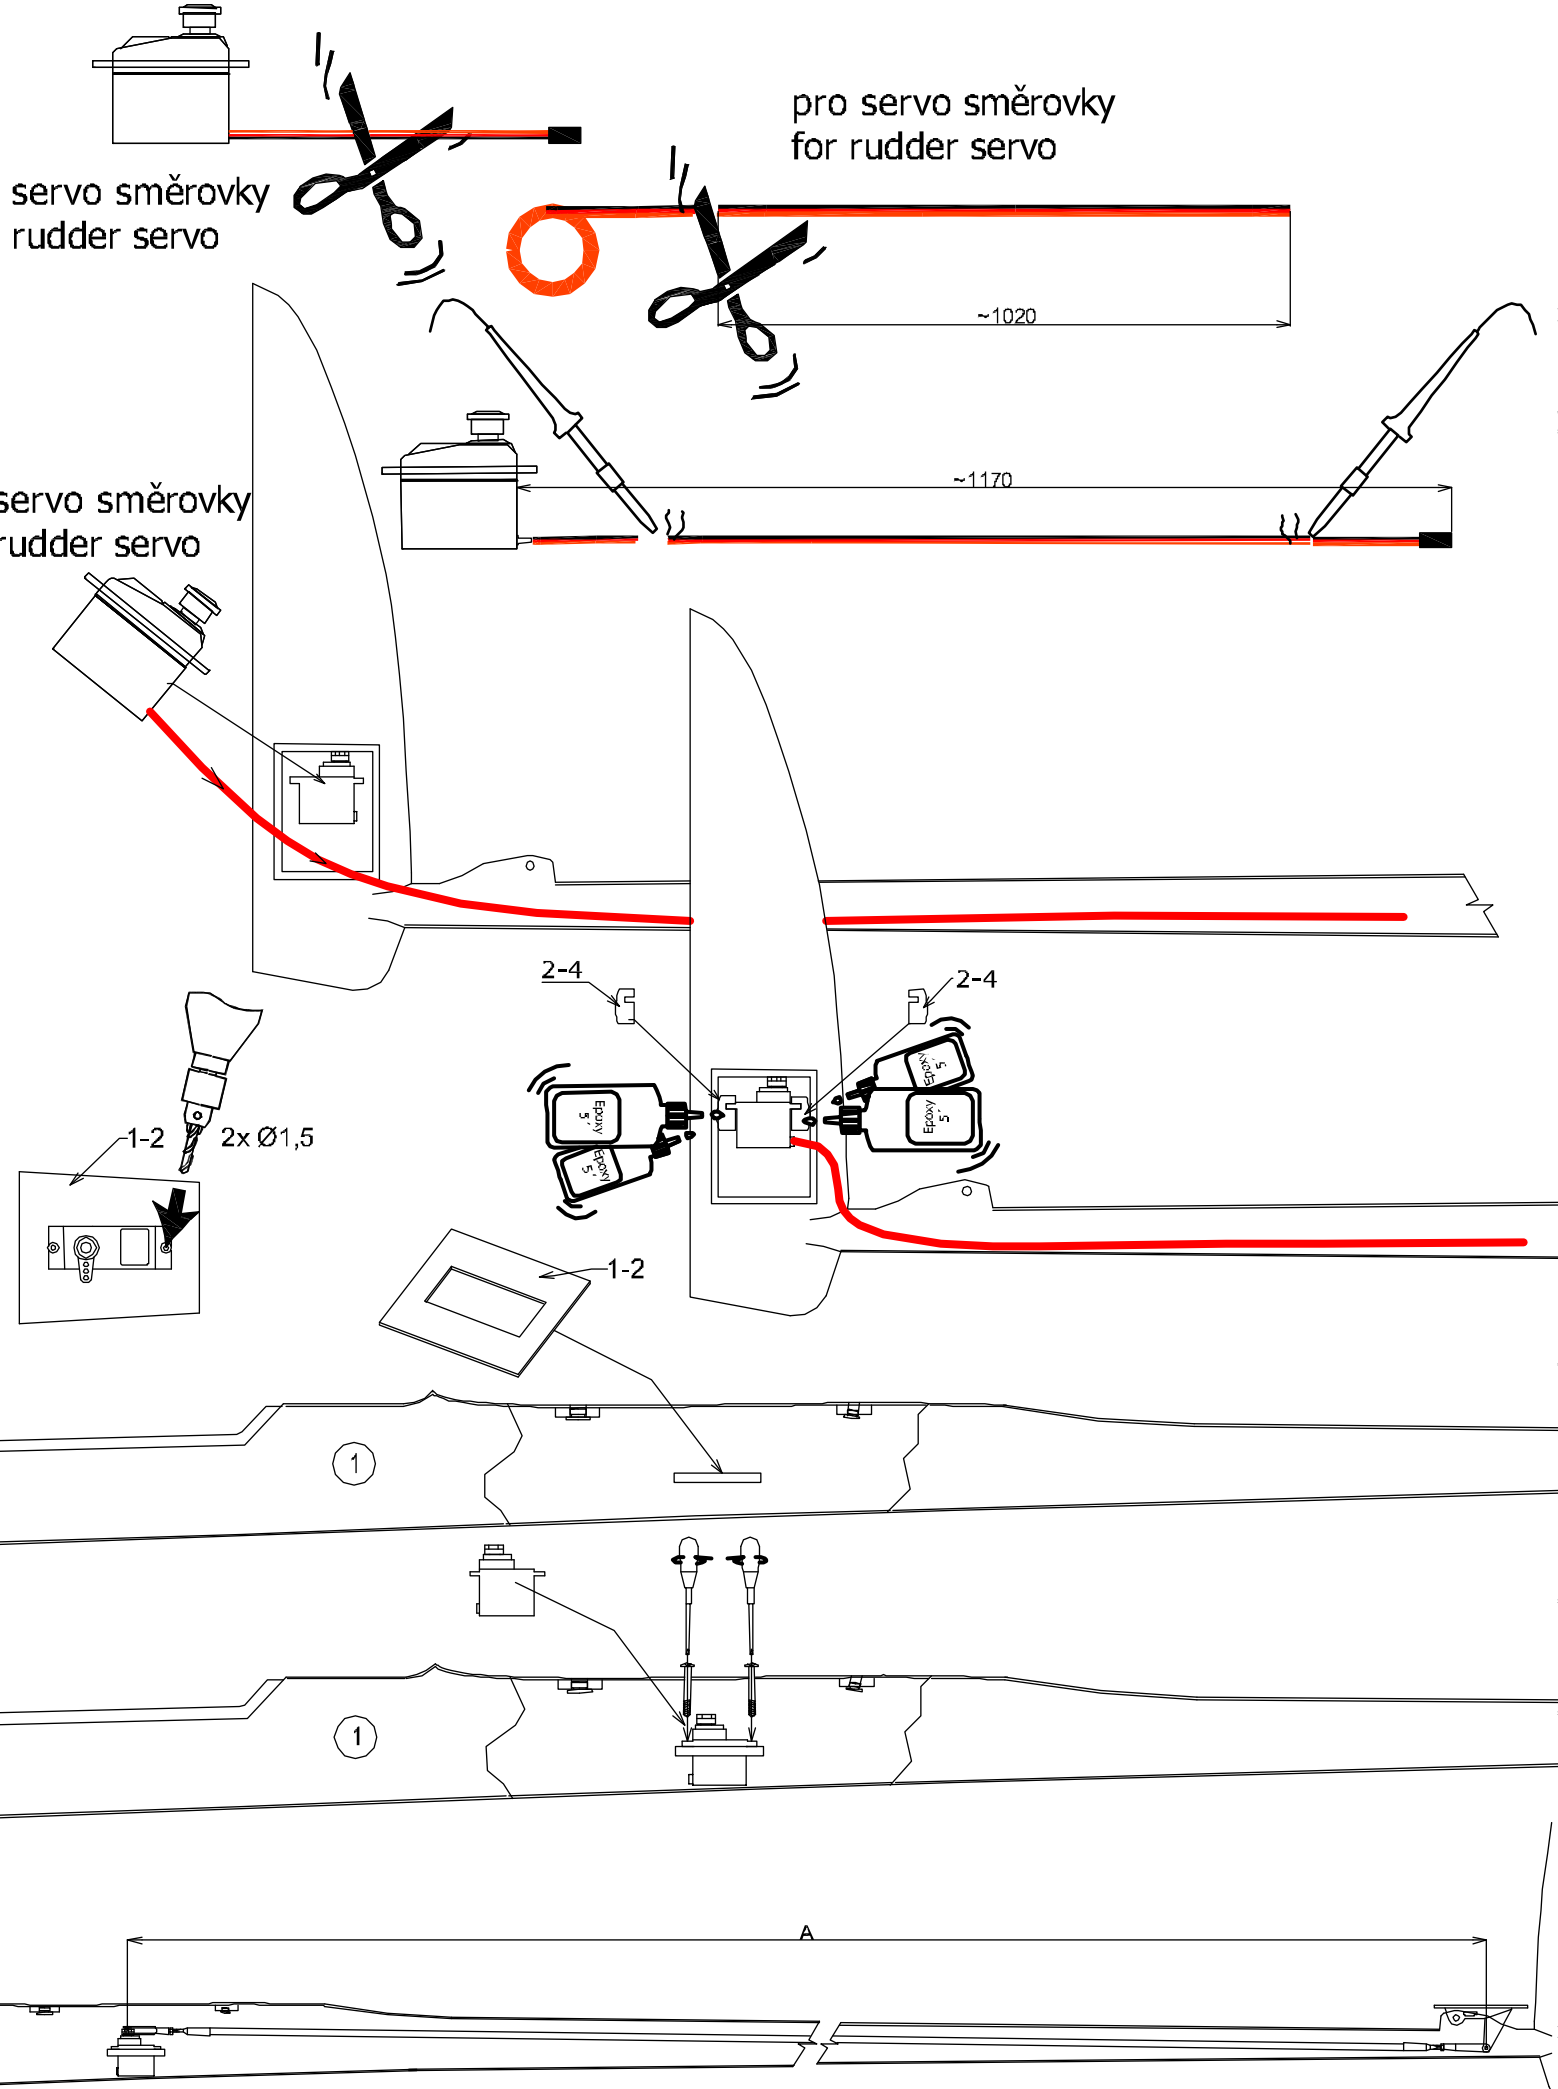 pro servo směrovky
for rudder servo
servo směrovky
rudder servo
~1020
~1170
servo směrovky
rudder servo
2-4
2-4
Epoxy
5´
Epoxy
5´
Epoxy
5´
Epoxy
5´
1-2
2x Ø1,5
1-2
1
1
A